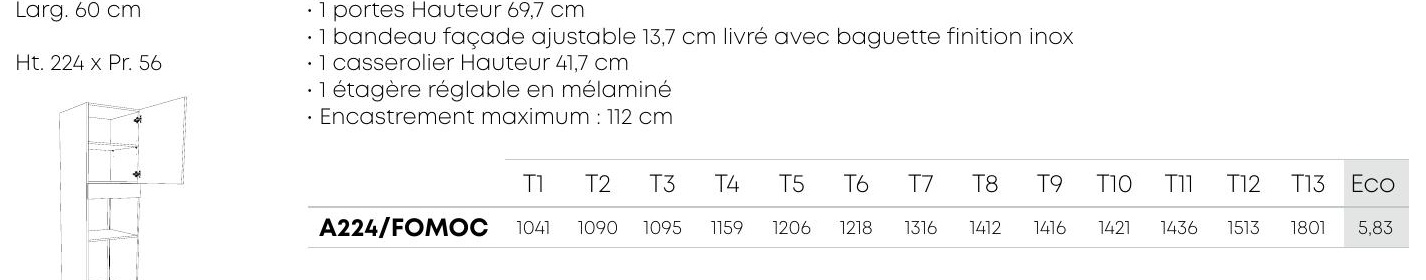 Larg. 60 cm
Ht. 224 x Pr. 56
· 1 portes Hauteur 69,7 cm
· 1 bandeau façade ajustable 13,7 cm livré avec baguette finition inox
· 1 casserolier Hauteur 41,7 cm
· 1 étagère réglable en mélaminé
· Encastrement maximum : 112 cm
T1 T2 T3 T4 T5 T6 T7 T8 T9 T10 T11 T12 T13 Eco
A224/FOMOC 1041 1090 1095 1159 1206 1218 1316 1412 1416 1421 1436 1513 1801 5,83